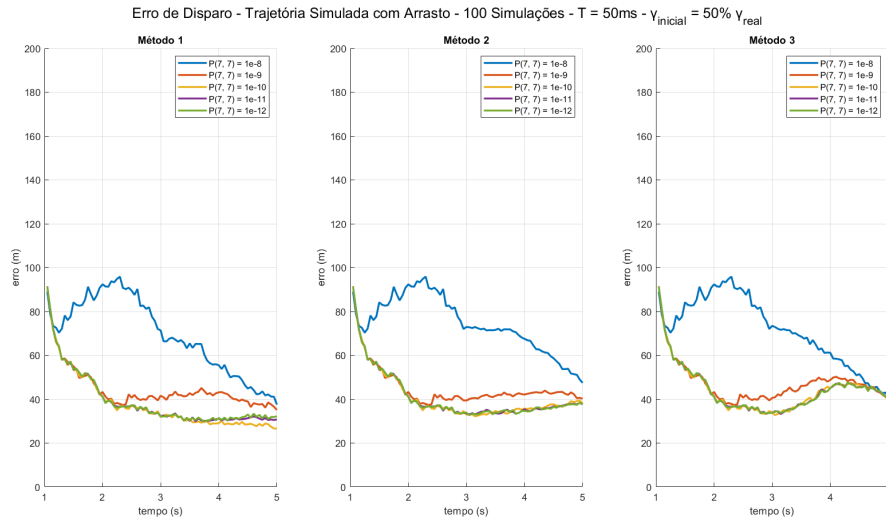 Erro de Disparo - Trajetória Simulada com Arrasto - 100 Simulações - T = 50ms - γinicial = 50% γreal
Método 1
200
180
160
140
120
100
80
60
40
20
0
erro (m)
1
2
3
4
5
tempo (s)
P(7, 7) = 1e-8
P(7, 7) = 1e-9
P(7, 7) = 1e-10
P(7, 7) = 1e-11
P(7, 7) = 1e-12
Método 2
200
180
160
140
120
100
80
60
40
20
0
erro (m)
1
2
3
4
5
tempo (s)
P(7, 7) = 1e-8
P(7, 7) = 1e-9
P(7, 7) = 1e-10
P(7, 7) = 1e-11
P(7, 7) = 1e-12
Método 3
200
180
160
140
120
100
80
60
40
20
0
erro (m)
1
2
3
4
tempo (s)
P(7, 7) = 1e-8
P(7, 7) = 1e-9
P(7, 7) = 1e-10
P(7, 7) = 1e-11
P(7, 7) = 1e-12